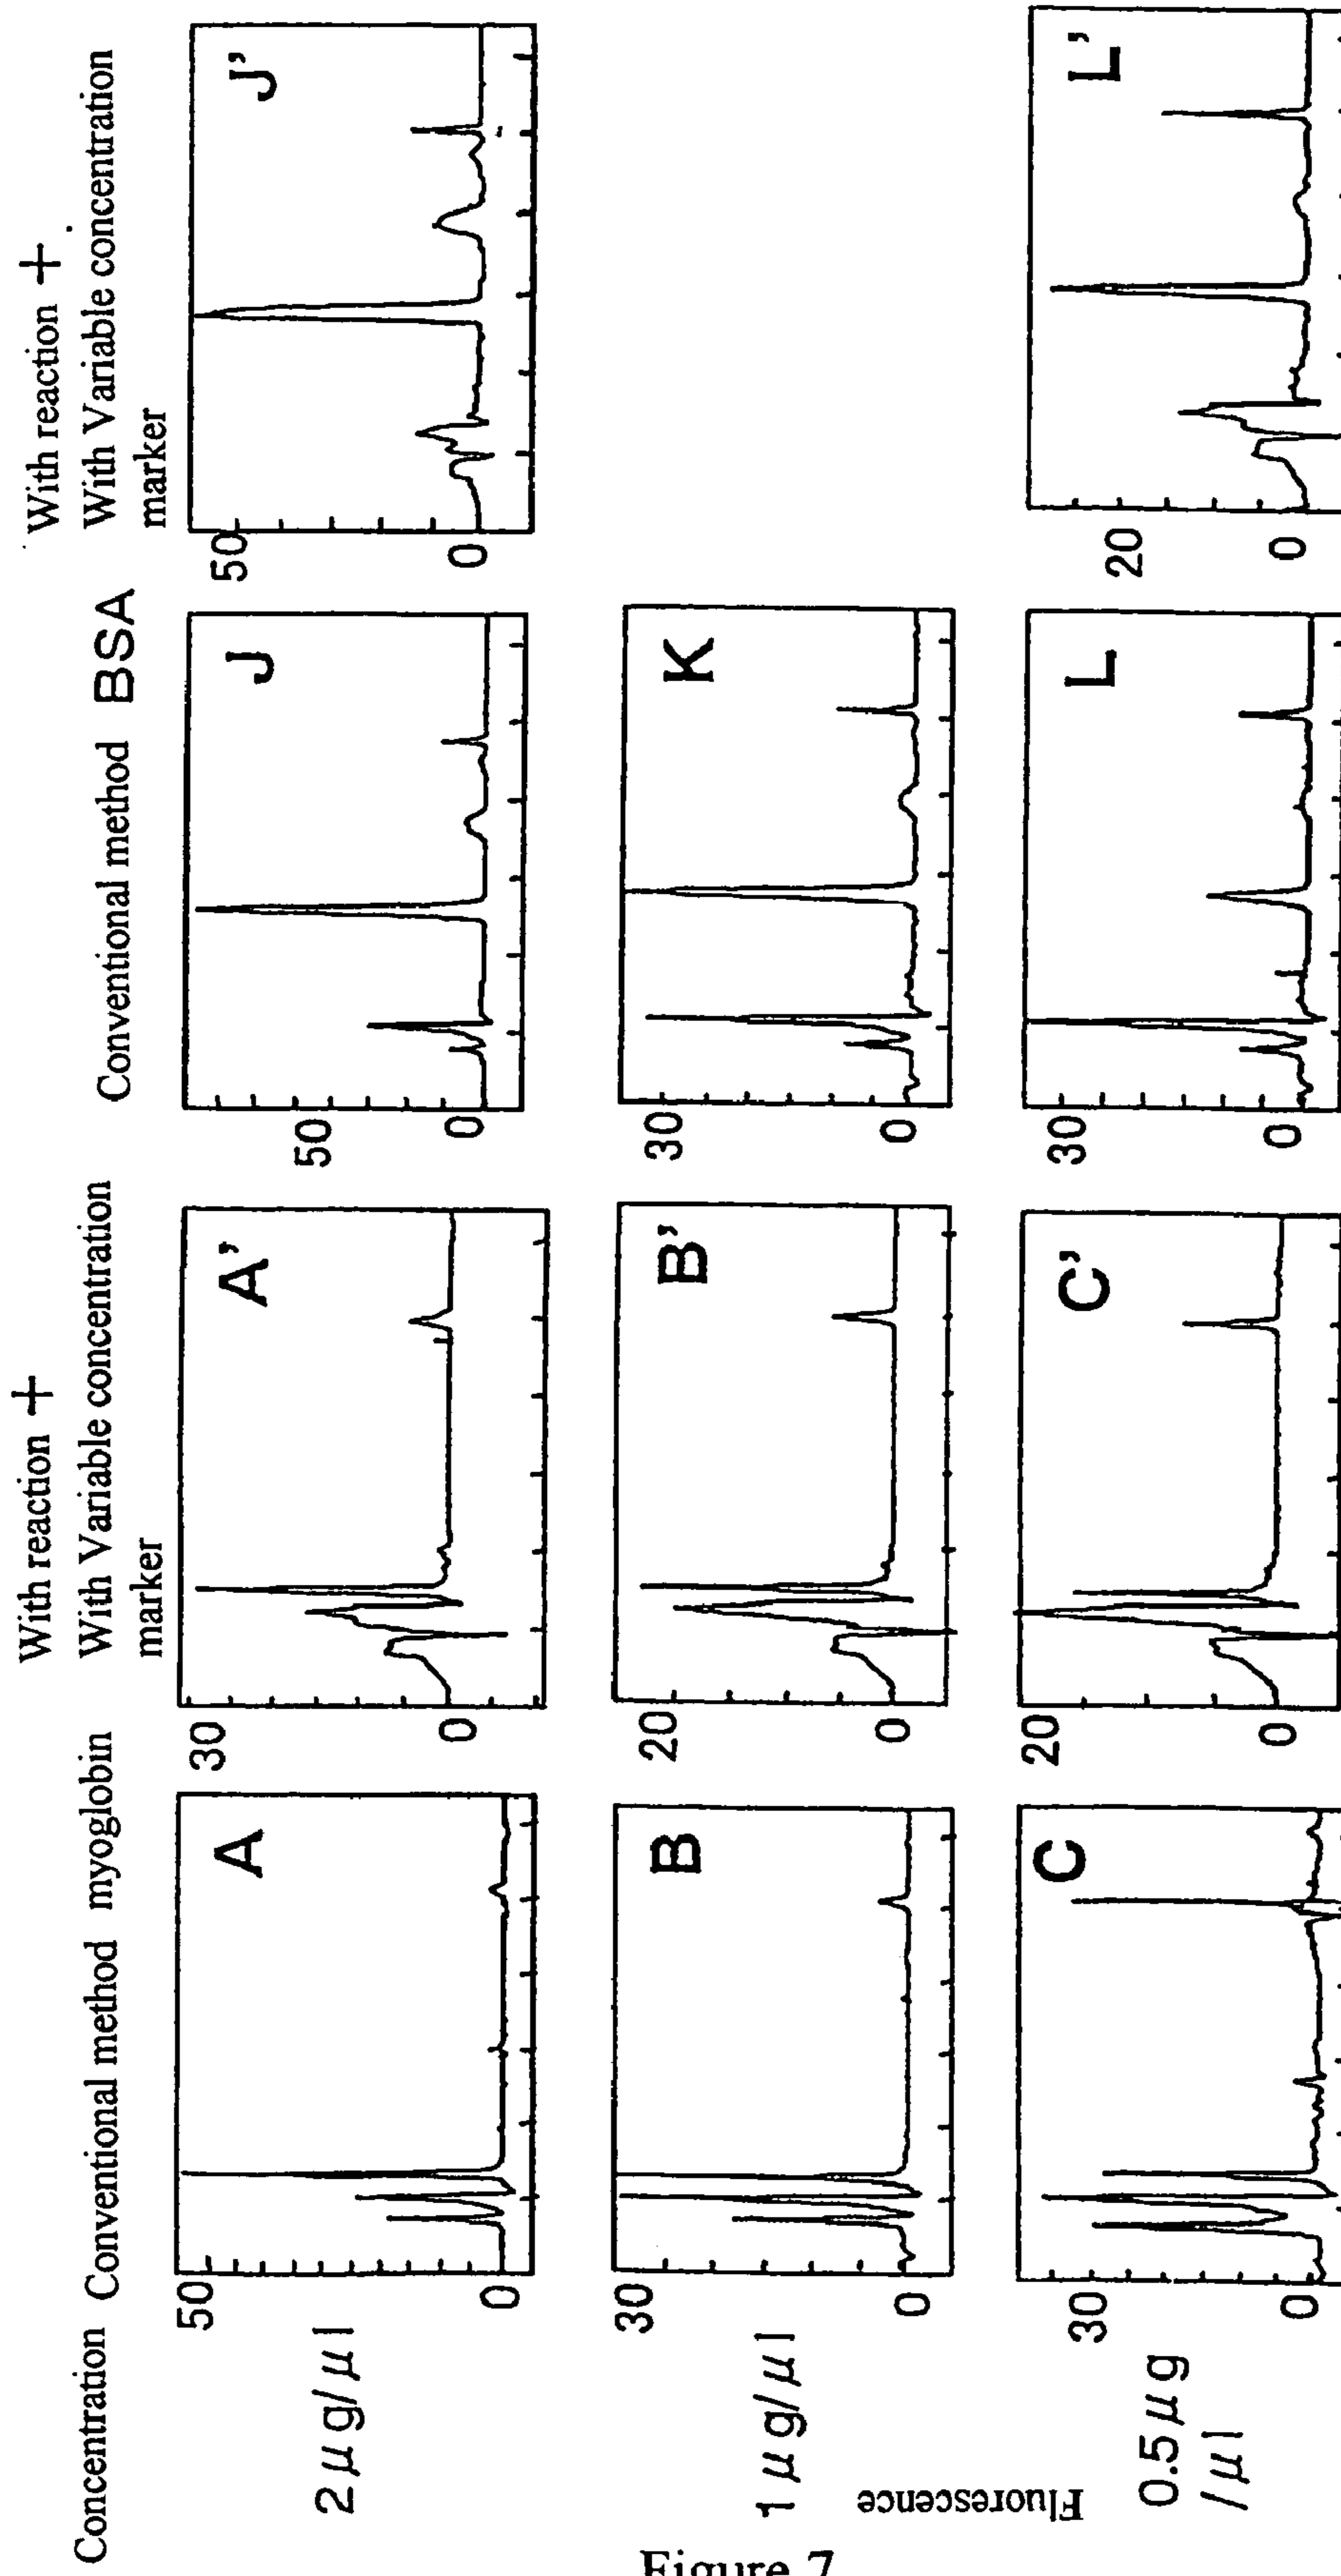 With reaction +
With Variable concentration
marker
With reaction +
With Variable concentration
marker
Concentration Conventional method myoglobin
Conventional method BSA
2 μg/μl
50
0
A
30
0
A'
50
0
J
50
0
J'
1 μg/μl
30
0
B
20
0
B'
30
0
K
Fluorescence
0.5 μg
/μl
30
0
C
20
0
C'
30
0
L
20
0
L'
Figure 7